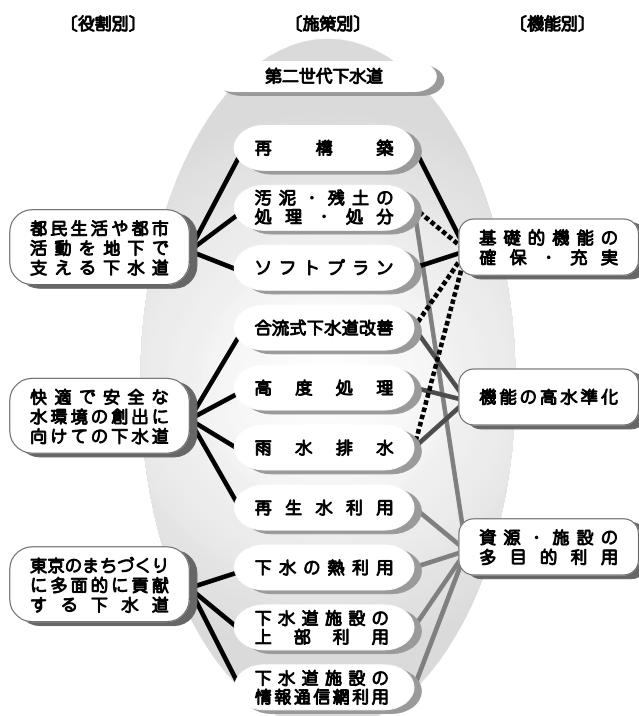 〔役割別〕
〔施策別〕
〔機能別〕
第二世代下水道
再構築
汚泥・残土の
処理・処分
ソフトプラン
合流式下水道改善
高度処理
雨水排水
再生水利用
下水の熱利用
下水道施設の
上部利用
下水道施設の
情報通信網利用
都民生活や都市
活動を地下で
支える下水道
快適で安全な
水環境の創出に
向けての下水道
東京のまちづくり
に多面的に貢献
する下水道
基礎的機能の
確保・充実
機能の高水準化
資源・施設の
多目的利用